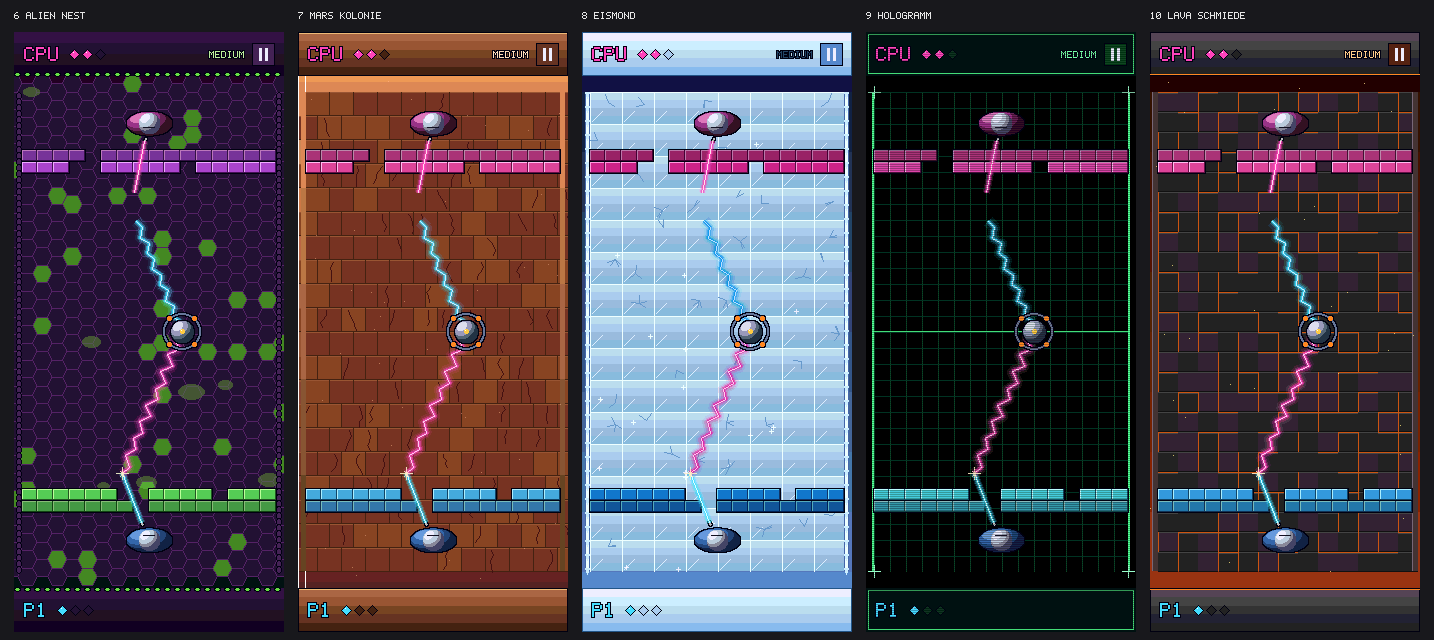 6 ALIEN NEST
CPU MEDIUM
P1
7 MARS KOLONIE
CPU MEDIUM
P1
8 EISMOND
CPU MEDIUM
P1
9 HOLOGRAMM
CPU MEDIUM
P1
10 LAVA SCHMIEDE
CPU MEDIUM
P1